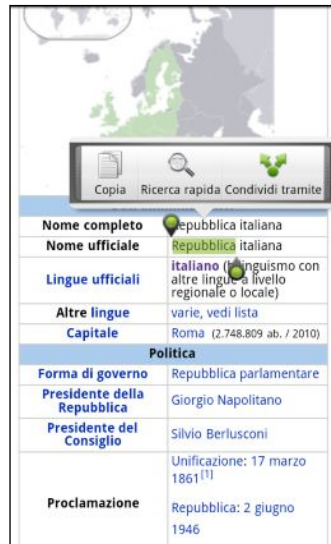 Copia Ricerca rapida Condividi tramite
Nome completo Repubblica italiana
Nome ufficiale Repubblica italiana
Lingue ufficiali
italiano (bilinguismo con
altre lingue a livello
regionale o locale)
Altre lingue varie, vedi lista
Capitale Roma (2.748.809 ab. / 2010)
Politica
Forma di governo Repubblica parlamentare
Presidente della
Repubblica
Giorgio Napolitano
Presidente del
Consiglio
Silvio Berlusconi
Proclamazione
Unificazione: 17 marzo
1861[1]
Repubblica: 2 giugno
1946